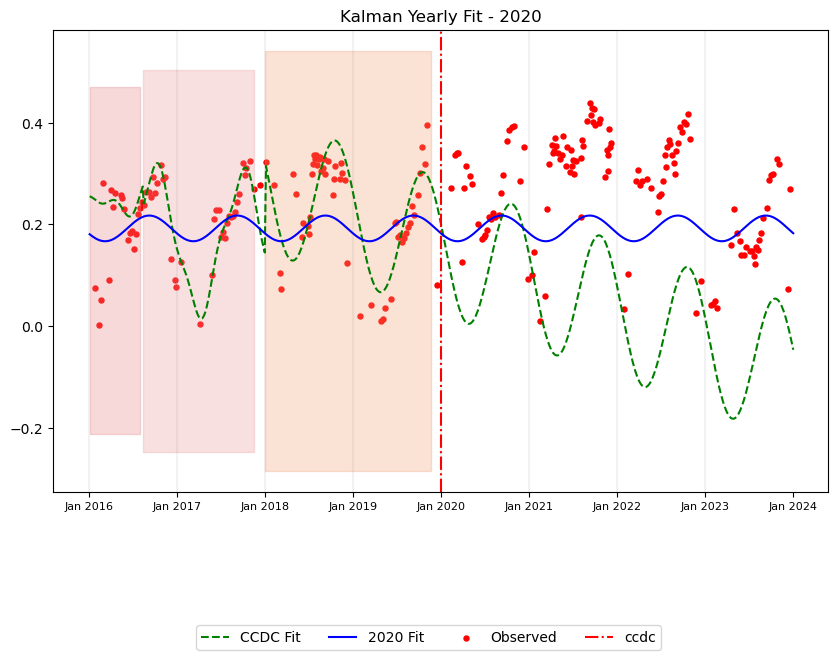 Kalman Yearly Fit - 2020
0.4
0.2
0.0
−0.2
Jan 2016 Jan 2017 Jan 2018 Jan 2019 Jan 2020 Jan 2021 Jan 2022 Jan 2023 Jan 2024
CCDC Fit 2020 Fit Observed ccdc